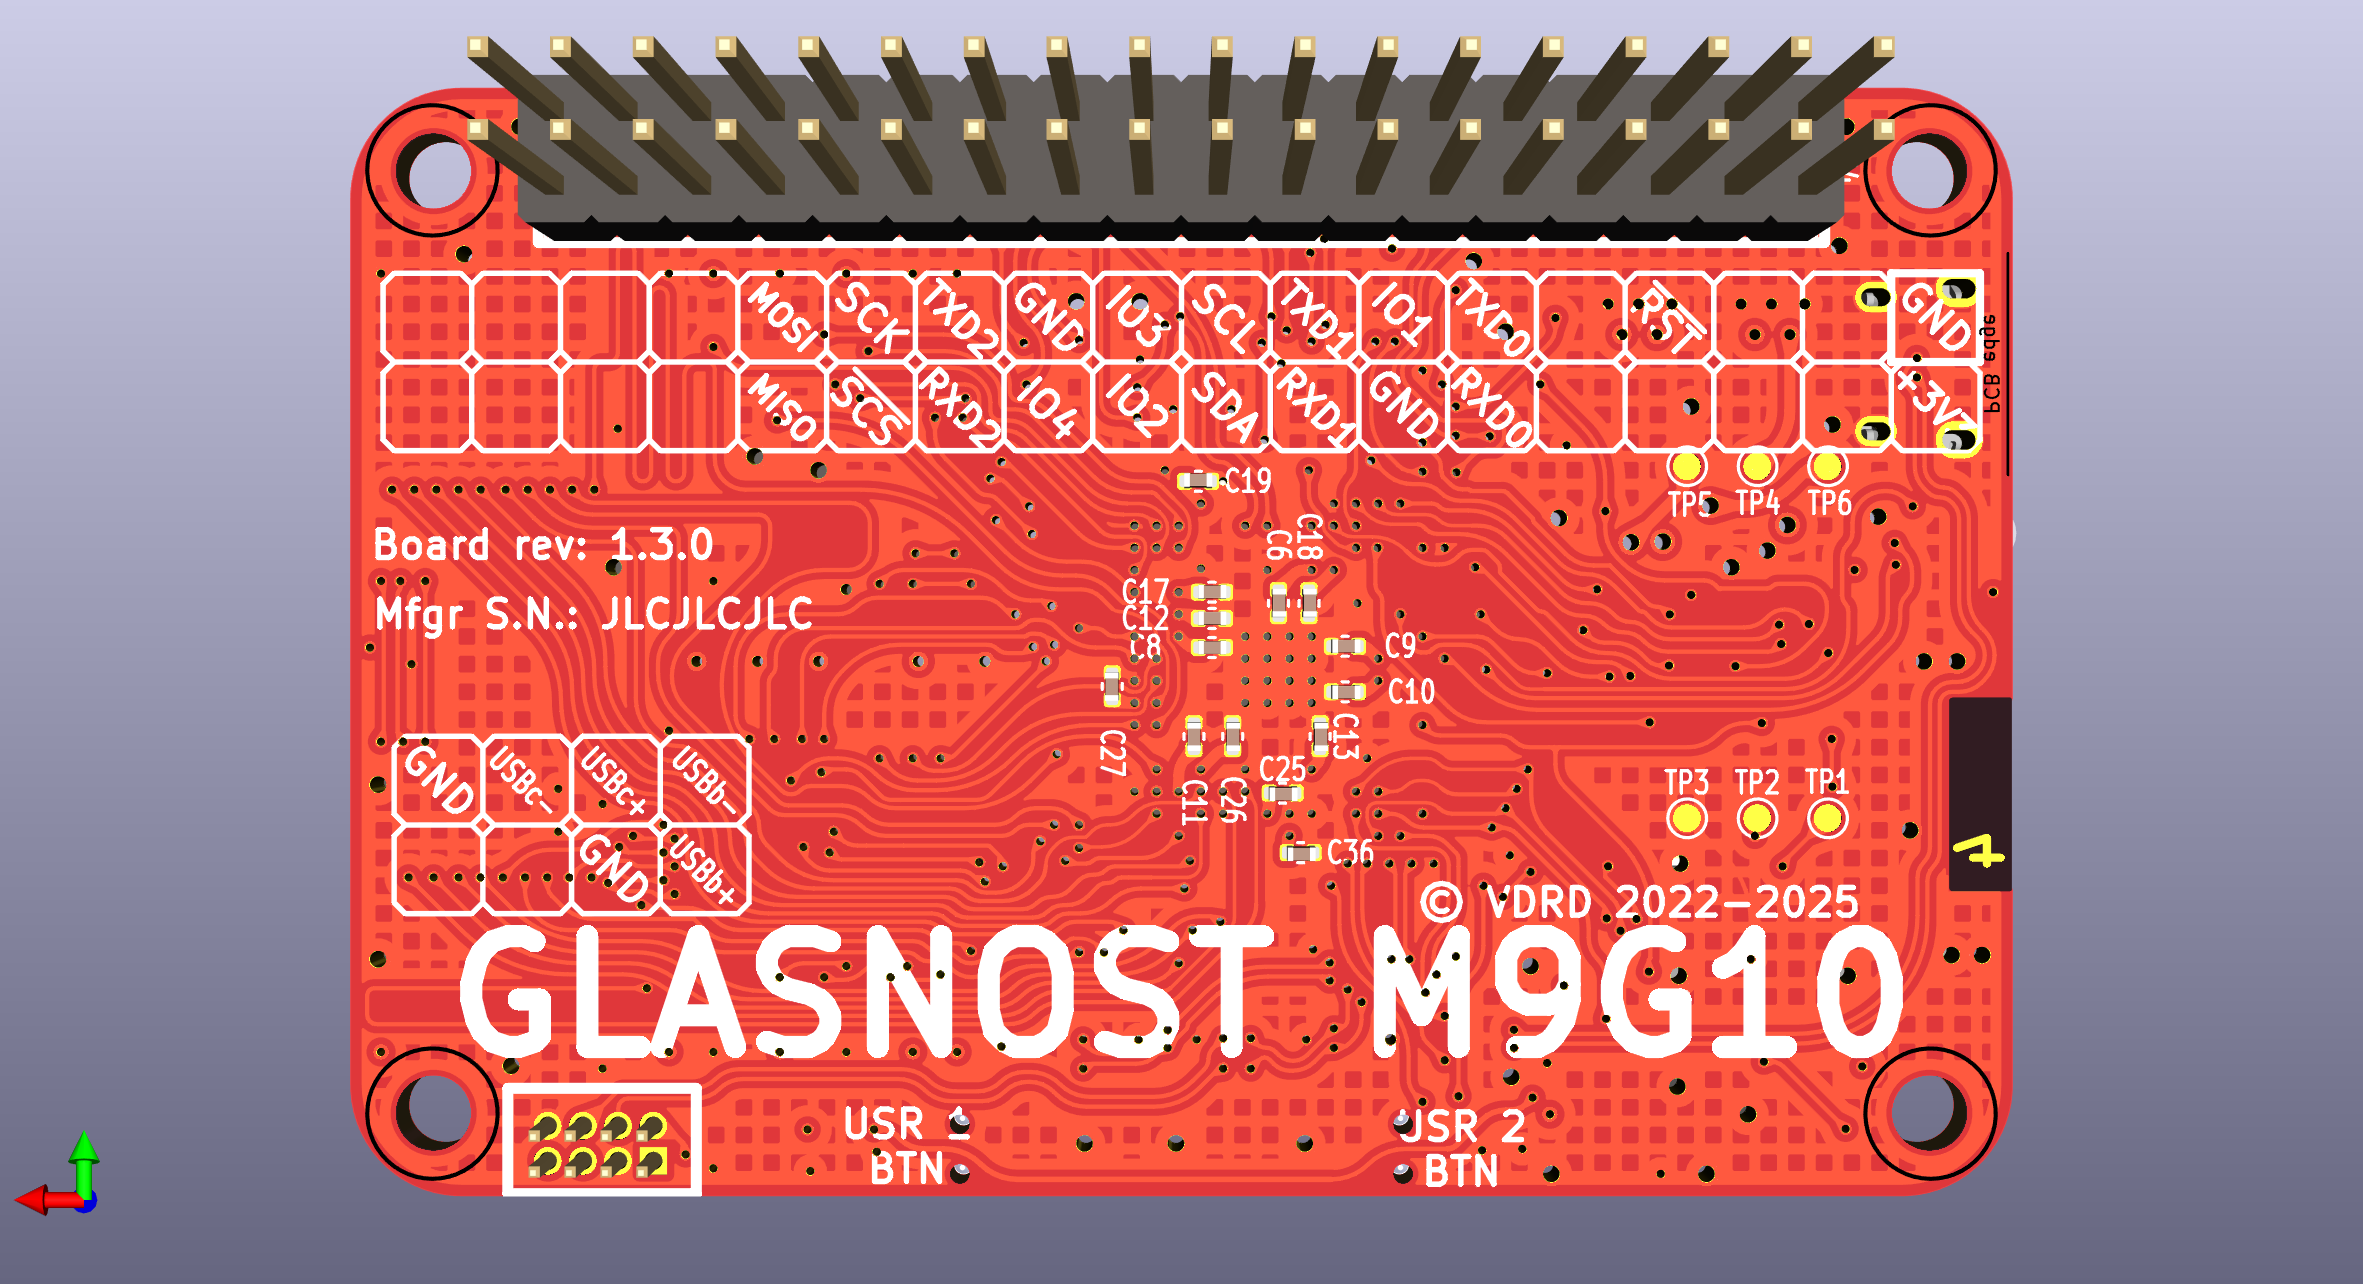 MOSI SCK TXD2 GND IO3 SCL TXD1 IO1 TXD0 RST GND
MISO SCS RXD2 IO4 IO2 SDA RXD1 GND RXD0 +3V3
PCB edge
C19
TP5 TP4 TP6
Board rev: 1.3.0
C6 C18
Mfgr S.N.: JLCJLCJLC
C17
C12
C8
C9
C10
C27
C13
GND USBc- USBc+ USBb-
C25
C11 C26
TP3 TP2 TP1
GND USBb+
C36
4
© VDRD 2022-2025
GLASNOST M9G10
USR 1
BTN
USR 2
BTN